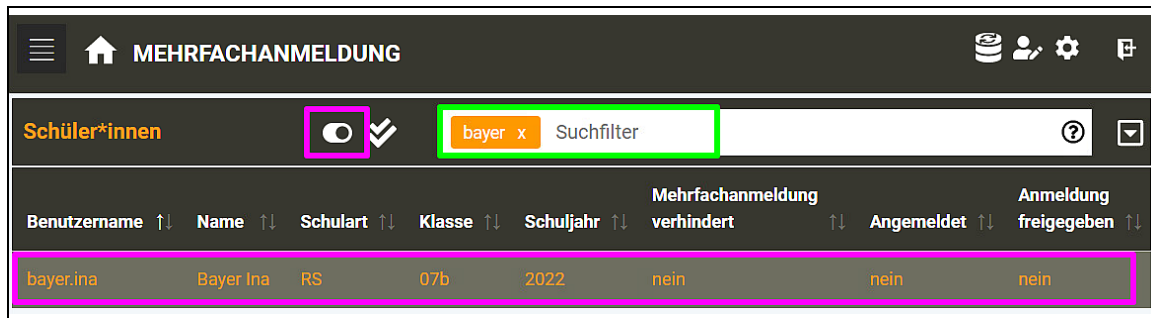 MEHRFACHANMELDUNG
Schüler*innen bayer x Suchfilter
Benutzername Name Schulart Klasse Schuljahr Mehrfachanmeldung verhindert Angemeldet Anmeldung freigegeben
bayer.ina Bayer Ina RS 07b 2022 nein nein nein